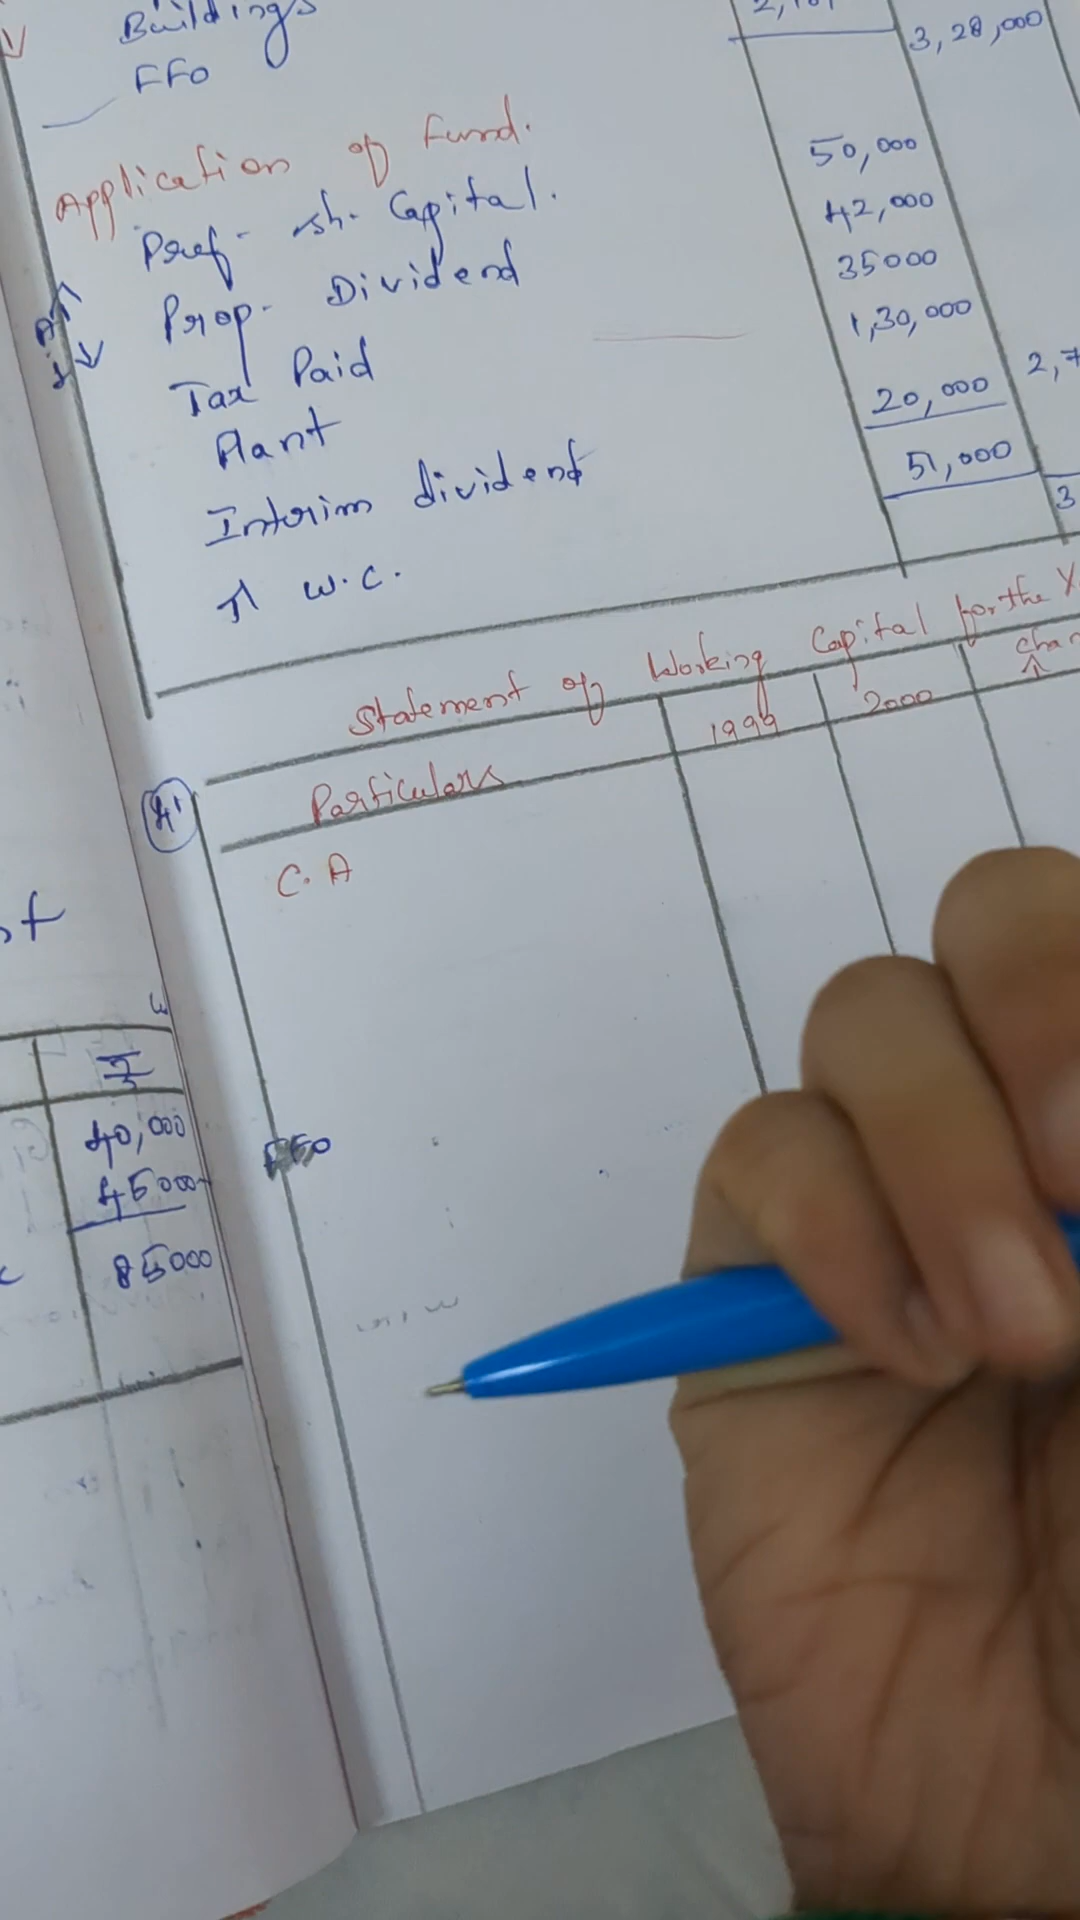 Buildings
FFO
3,28,000
Application of Fund.
Pref- sh. Capital. 50,000
Prop. Dividend 42,000
Tax Paid 35000
Plant 1,30,000
Interim dividend 20,000
↑ W.C. 51,000
Statement of Working Capital for the
Particulars 1999 2000
C.A
FFO
40,000
45000
85000